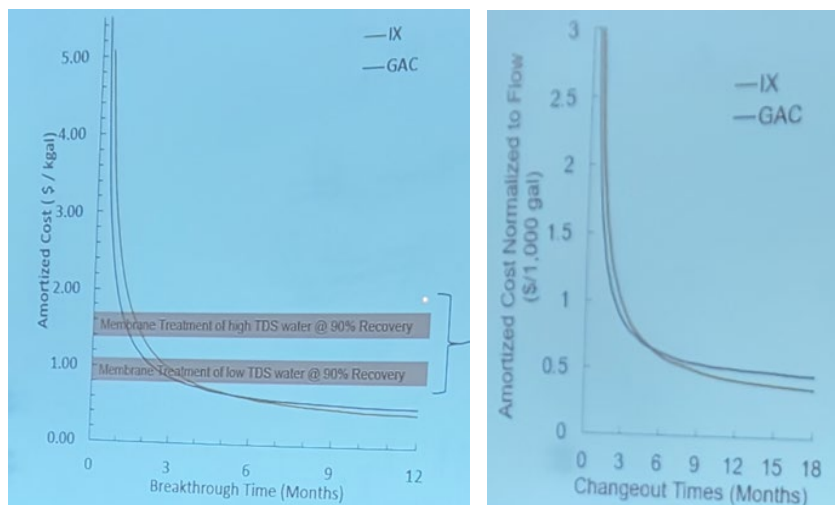 IX
GAC
5.00
4.00
3.00
2.00
1.00
0.00
Amortized Cost ( $ / kgal)
Membrane Treatment of high TDS water @ 90% Recovery
Membrane Treatment of low TDS water @ 90% Recovery
0 3 6 9 12
Breakthrough Time (Months)
IX
GAC
3
2.5
2
1.5
1
0.5
0
Amortized Cost Normalized to Flow
($/1,000 gal)
0 3 6 9 12 15 18
Changeout Times (Months)